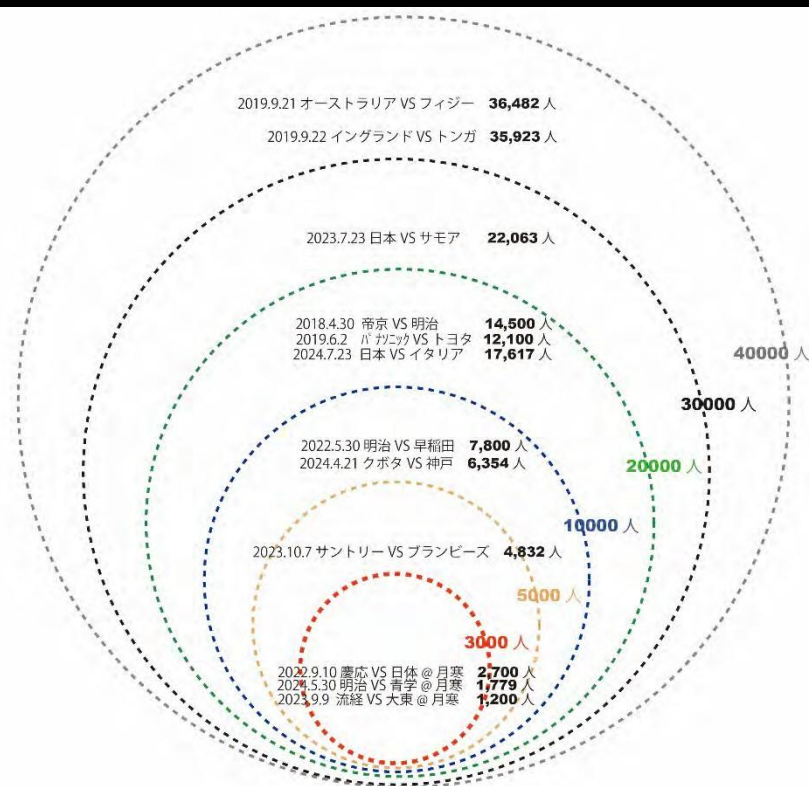 2019.9.21 オーストラリア VS フィジー 36,482 人
2019.9.22 イングランド VS トンガ 35,923 人
2023.7.23 日本 VS サモア 22,063 人
2018.4.30 帝京 VS 明治 14,500 人
2019.6.2 パナソニック VS トヨタ 12,100 人
2024.7.23 日本 VS イタリア 17,617 人
40000 人
30000 人
2022.5.30 明治 VS 早稲田 7,800 人
2024.4.21 クボタ VS 神戸 6,354 人
20000 人
10000 人
2023.10.7 サントリー VS ブランビーズ 4,832 人
5000 人
3000 人
2022.9.10 慶応 VS 日体 @ 月寒 2,700 人
2024.5.30 明治 VS 青学 @ 月寒 1,779 人
2023.9.9 流経 VS 大東 @ 月寒 1,200 人